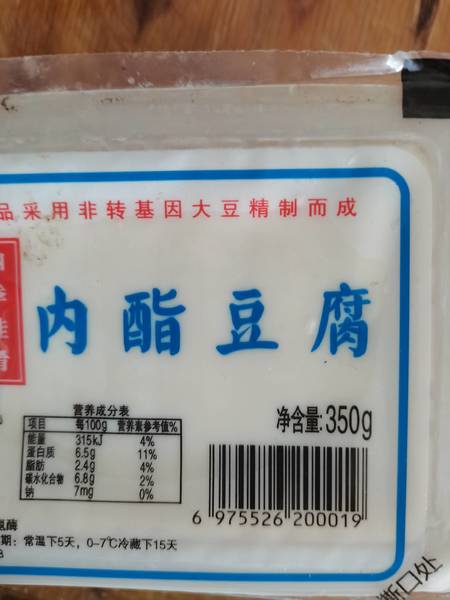 品采用非转基因大豆精制而成
内酯豆腐
营养成分表
项目 每100g 营养素参考值%
能量 315kJ 4%
蛋白质 6.5g 11%
脂肪 2.4g 4%
碳水化合物 6.8g 2%
钠 7mg 0%
净含量:350g
6 975526 200019
期：常温下5天，0-7℃冷藏下15天
断口处